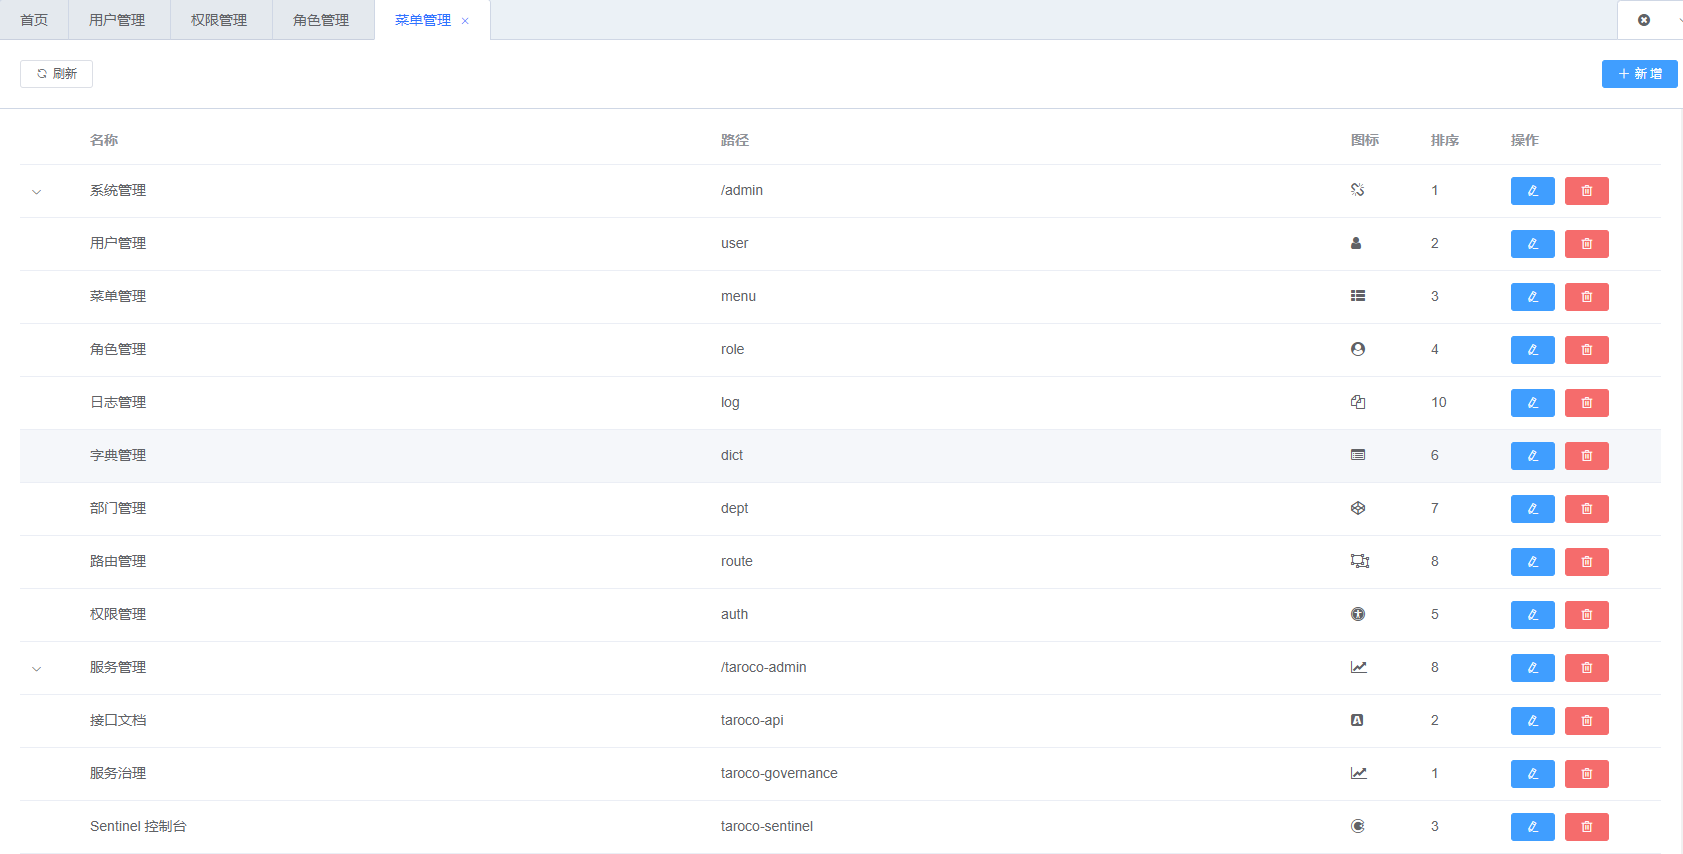 首页 用户管理 权限管理 角色管理 菜单管理
刷新 新增
名称 路径 图标 排序 操作
系统管理 /admin 1
用户管理 user 2
菜单管理 menu 3
角色管理 role 4
日志管理 log 10
字典管理 dict 6
部门管理 dept 7
路由管理 route 8
权限管理 auth 5
服务管理 /taroco-admin 8
接口文档 taroco-api 2
服务治理 taroco-governance 1
Sentinel 控制台 taroco-sentinel 3